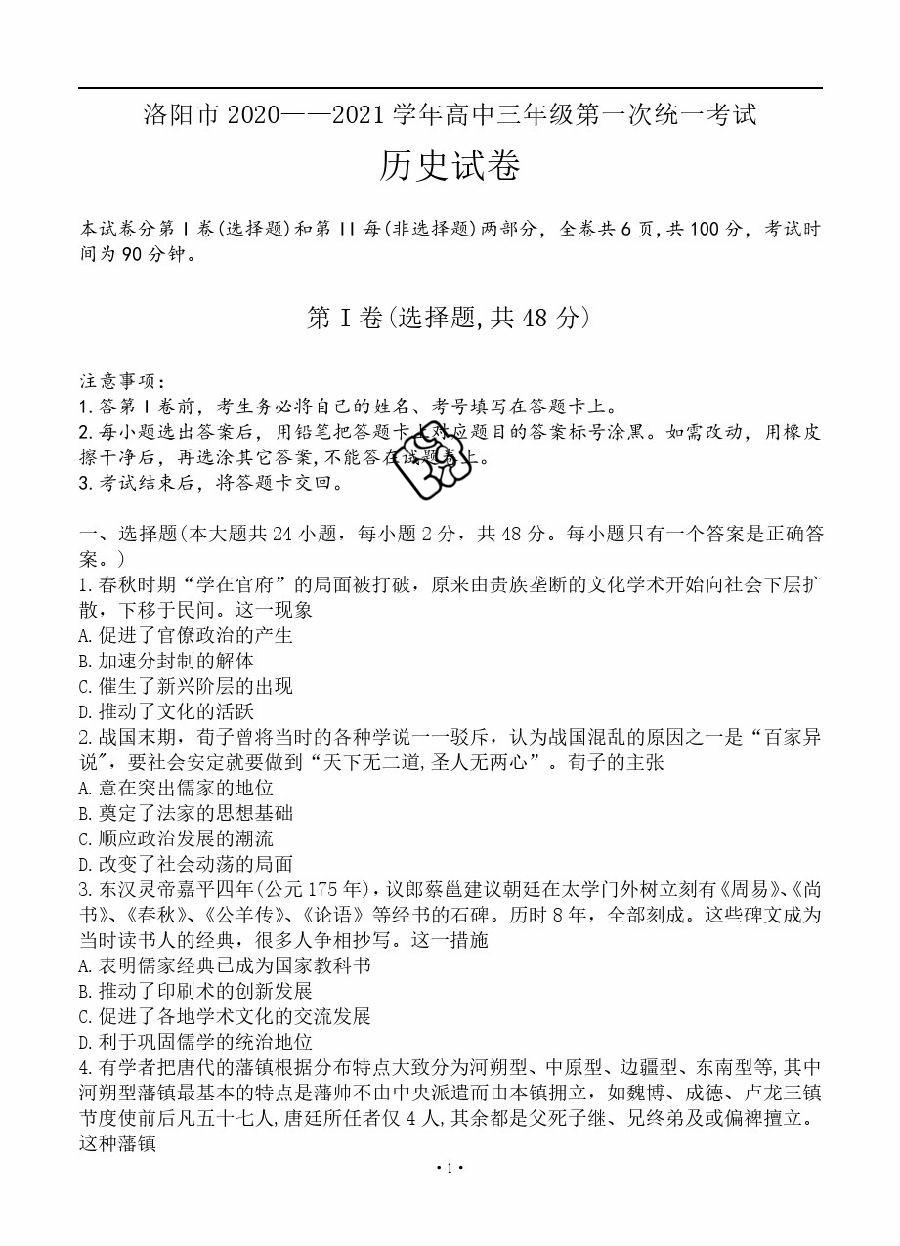 洛阳市 2020——2021 学年高中三年级第一次统一考试
历史试卷
本试卷分第 I 卷(选择题)和第 II 每(非选择题)两部分，全卷共 6 页,共 100 分，考试时
间为 90 分钟。
第 I 卷(选择题,共 48 分)
注意事项：
1.答第 I 卷前，考生务必将自己的姓名、考号填写在答题卡上。
2.每小题选出答案后，用铅笔把答题卡上对应题目的答案标号涂黑。如需改动，用橡皮
擦干净后，再选涂其它答案,不能答在试题卷上。
3.考试结束后，将答题卡交回。
一、选择题(本大题共 24 小题，每小题 2 分，共 48 分。每小题只有一个答案是正确答
案。)
1.春秋时期“学在官府”的局面被打破，原来由贵族垄断的文化学术开始向社会下层扩
散，下移于民间。这一现象
A.促进了官僚政治的产生
B.加速分封制的解体
C.催生了新兴阶层的出现
D.推动了文化的活跃
2.战国末期，荀子曾将当时的各种学说一一驳斥，认为战国混乱的原因之一是“百家异
说”，要社会安定就要做到“天下无二道,圣人无两心”。荀子的主张
A.意在突出儒家的地位
B.奠定了法家的思想基础
C.顺应政治发展的潮流
D.改变了社会动荡的局面
3.东汉灵帝嘉平四年(公元 175 年),议郎蔡邕建议朝廷在太学门外树立刻有《周易》、《尚
书》、《春秋》、《公羊传》、《论语》等经书的石碑。历时 8 年，全部刻成。这些碑文成为
当时读书人的经典，很多人争相抄写。这一措施
A.表明儒家经典已成为国家教科书
B.推动了印刷术的创新发展
C.促进了各地学术文化的交流发展
D.利于巩固儒学的统治地位
4.有学者把唐代的藩镇根据分布特点大致分为河朔型、中原型、边疆型、东南型等,其中
河朔型藩镇最基本的特点是藩帅不由中央派遣而由本镇拥立，如魏博、成德、卢龙三镇
节度使前后凡五十七人,唐廷所任者仅 4 人,其余都是父死子继、兄终弟及或偏裨擅立。
这种藩镇
·1·